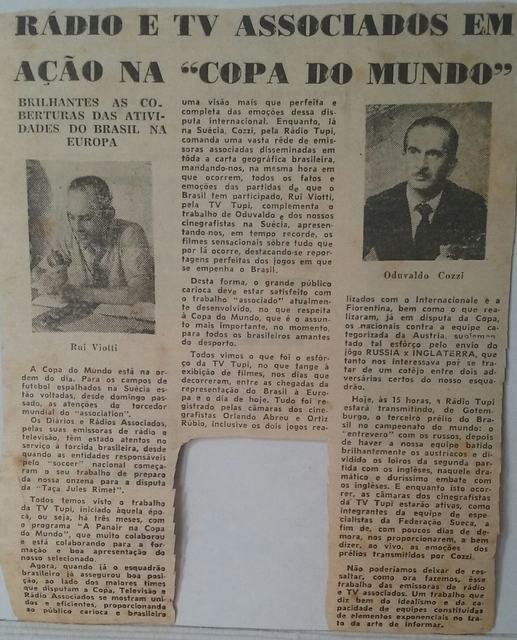 RÁDIO E TV ASSOCIADOS EM
AÇÃO NA “COPA DO MUNDO”
BRILHANTES AS CO-
BERTURAS DAS ATIVI-
DADES DO BRASIL NA
EUROPA
Rui Viotti
A Copa do Mundo está na or-
dem do dia. Para os campos de
futebol espalhados na Suécia es-
tão voltadas, desde domingo pas-
sado, as atenções do torcedor
mundial do "association".
Os Diários e Rádios Associados,
pelas suas emissoras de rádio e
televisão, têm estado atentos no
serviço à torcida brasileira, desde
quando as entidades responsáveis
pelo "soccer" nacional começa-
ram o seu trabalho de preparo
da nossa onzena para a disputa
da "Taça Jules Rimet".
Todos temos visto o trabalho
da TV Tupi, iniciado àquela épo-
ca, ou seja, há três meses, com
o programa "A Panair na Copa
do Mundo", que muito colaborou
e está colaborando para a for-
mação e boa apresentação do
nosso selecionado.
Agora, quando já o esquadrão
brasileiro já assegurou boa posi-
ção, ao lado dos maiores times
que disputam a Copa, Televisão e
Rádio Associados se mostram uni-
dos e eficientes, proporcionando
ao público carioca e brasileiro
uma visão mais que perfeita e
completa das emoções dessa dis-
puta internacional. Enquanto, lá
na Suécia, Cozzi, pela Rádio Tupi,
comanda uma vasta rêde de emis-
soras associadas disseminadas em
tôda a carta geográfica brasileira,
mandando-nos, na mesma hora em
que ocorrem, todos os fatos e
emoções das partidas de que o
Brasil tem participado, Rui Viotti,
pela TV Tupi, complementa o
trabalho de Oduvaldo e dos nossos
cinegrafistas na Suécia, apresen-
tando-nos, em tempo recorde, os
filmes sensacionais sôbre tudo que
por lá ocorre, destacando-se repor-
tagens perfeitas dos jogos em que
se empenha o Brasil.
Desta forma, o grande público
carioca deve estar satisfeito com
o trabalho "associado" atualmen-
te desenvolvido, no que respeita
à Copa do Mundo, que é o assun-
to mais importante, no momento,
para todos os brasileiros amantes
do desporto.
Todos vimos o que foi o esfôr-
ço da TV Tupi, no que tange à
exibição de filmes, nos dias que
decorreram, entre as chegadas da
representação do Brasil à Euro-
pa e o dia de hoje. Tudo foi re-
gistrado pelas câmaras dos cine-
grafistas Orlando Abreu e Ortiz
Rúbio, inclusive os dois jogos rea-
Oduvaldo Cozzi
lizados com o Internacionale e a
Fiorentina, bem como o que rea-
lizaram, já em disputa da Copa,
os nacionais contra a equipe ca-
tegorizada da Austria,
tado tal esfôrço pelo envio do
jôgo RUSSIA x INGLATERRA, que
tanto nos interessava por se tra-
tar de um cotêjo entre dois ad-
versários certos do nosso esqua-
drão.
Hoje, às 15 horas, a Rádio Tupi
estará transmitindo, de Gotem-
burgo, o terceiro prélio do Bra-
sil no campeonato do mundo: o
"entrevero" com os russos, depois
de haver a nossa equipe batido
brilhantemente os austríacos e di-
vidido os loiros da segunda par-
tida com os inglêses, naquele dra-
mático e duríssimo embate com
os inglêses. E enquanto isto ocor-
rer, as câmaras dos cinegrafistas
da TV Tupi estarão ativas, como
integrantes da equipe de espe-
cialistas da Federação Sueca, a
fim de, com poucos dias de de-
mora, nos proporcionarem, a bem
dizer, ao vivo, as emoções dos
prélios transmitidos por Cozzi.
Não poderíamos deixar de res-
saltar, como ora fazemos, êsse
trabalho das emissoras de rádio
e TV associados. Um trabalho que
diz bem do idealismo e da ca-
pacidade de equipes constituídas
de elementos exponenciais no tra-
to da arte de informar.